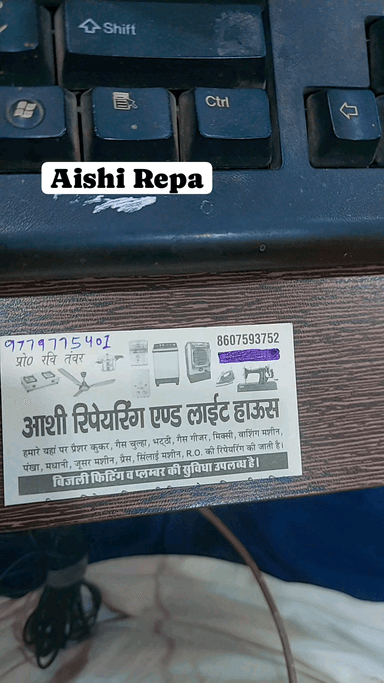 Shift
Ctrl
Aishi Repa
9779775401
8607593752
प्रो० रवि तंवर
आशी रिपेयरिंग एण्ड लाईट हाऊस
हमारे यहां पर प्रैशर कुकर, गैस चुल्हा, भट्ठी, गैस गीजर, मिक्सी, वाशिंग मशीन,
पंखा, मधानी, जूसर मशीन, प्रैस, सिलाई मशीन, R.O. की रिपेयरिंग की जाती है।
बिजली फिटिंग व प्लम्बर की सुविधा उपलब्ध है।